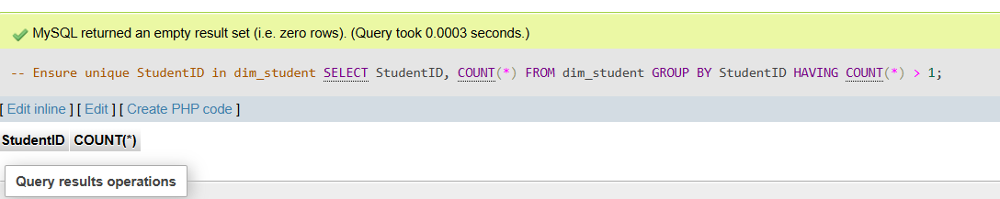 MySQL returned an empty result set (i.e. zero rows). (Query took 0.0003 seconds.)
-- Ensure unique StudentID in dim_student SELECT StudentID, COUNT(*) FROM dim_student GROUP BY StudentID HAVING COUNT(*) > 1;
[ Edit inline ] [ Edit ] [ Create PHP code ]
StudentID COUNT(*)
Query results operations